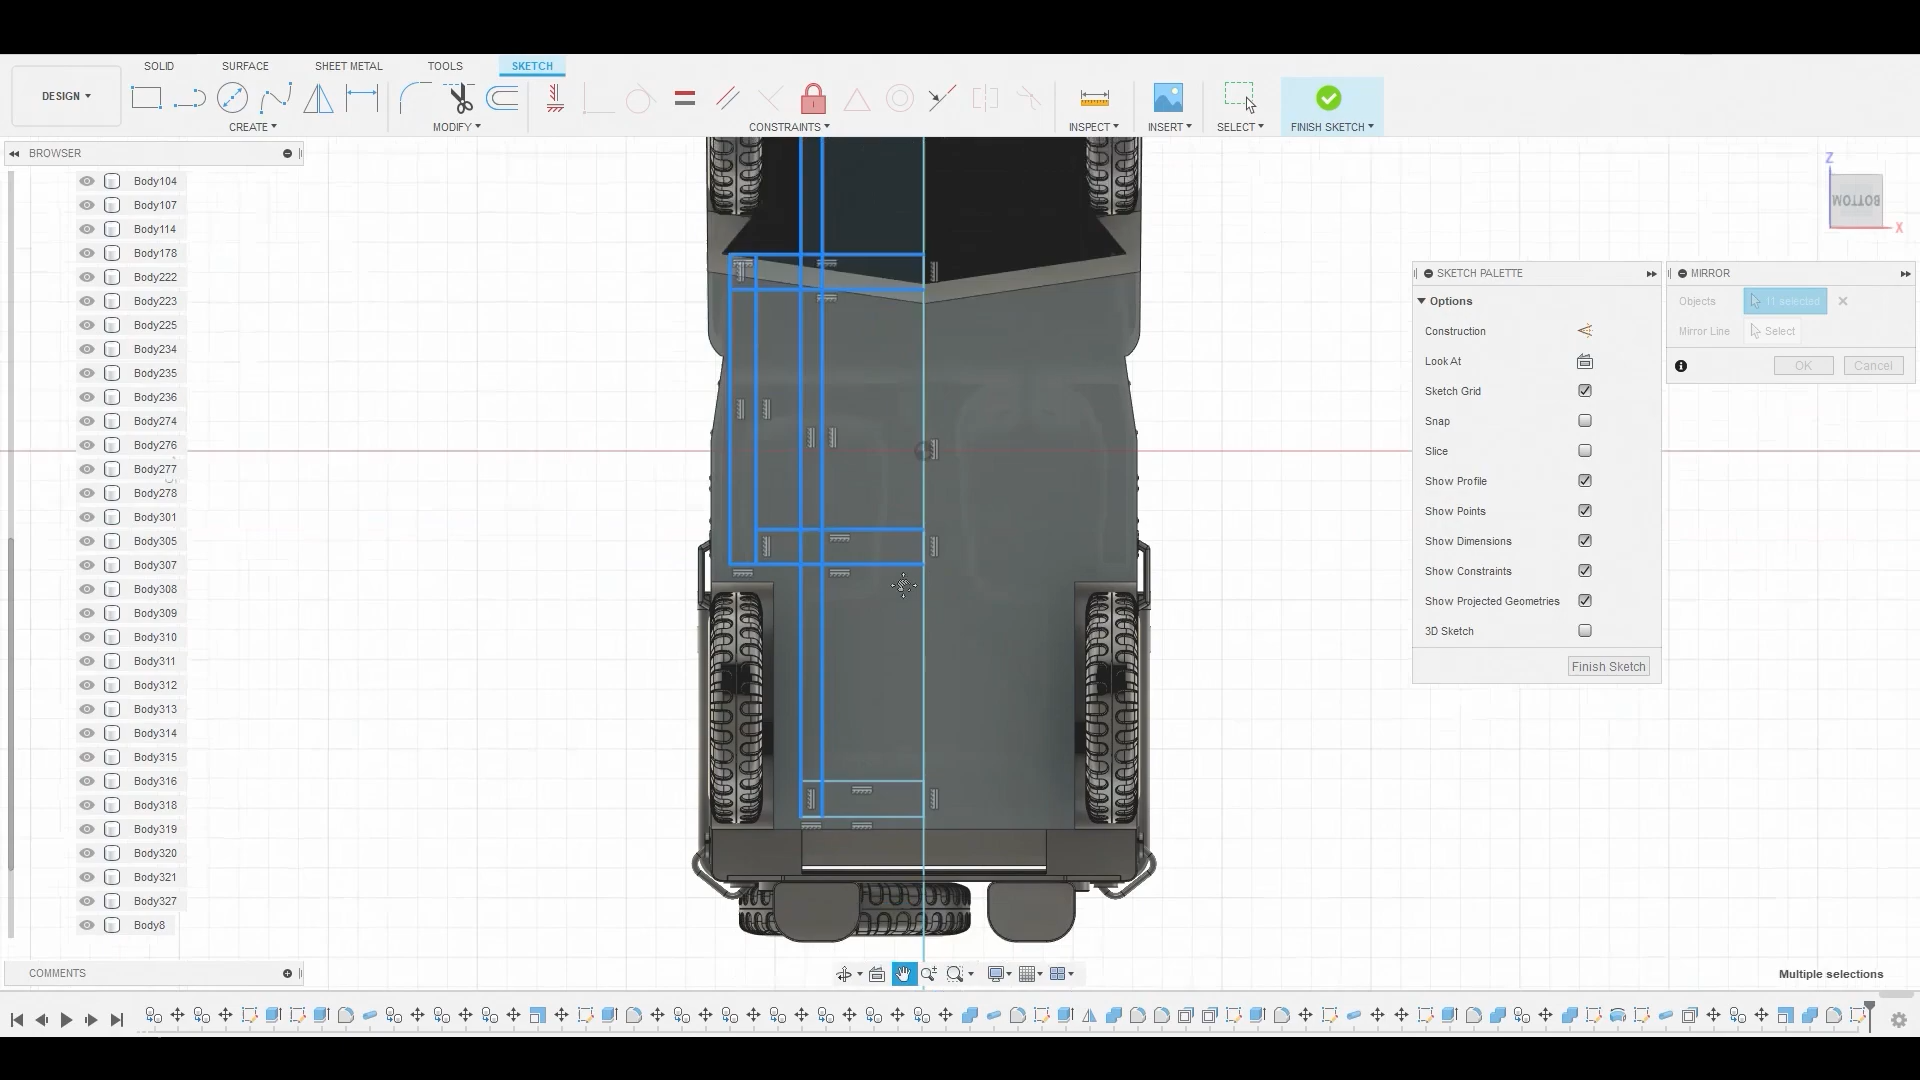 SOLID
SURFACE
SHEET METAL
TOOLS
SKETCH
DESIGN
CREATE
MODIFY
CONSTRAINTS
INSPECT
INSERT
SELECT
FINISH SKETCH
BROWSER
Body104
Body107
Body114
Body178
Body222
Body223
Body225
Body234
Body235
Body236
Body274
Body276
Body277
Body278
Body301
Body305
Body307
Body308
Body309
Body310
Body311
Body312
Body313
Body314
Body315
Body316
Body318
Body319
Body320
Body321
Body327
Body8
COMMENTS
Z
BOTTOM
X
SKETCH PALETTE
Options
Construction
Look At
Sketch Grid
Snap
Slice
Show Profile
Show Points
Show Dimensions
Show Constraints
Show Projected Geometries
3D Sketch
Finish Sketch
MIRROR
Objects
11 selected
Mirror Line
Select
OK
Cancel
Multiple selections